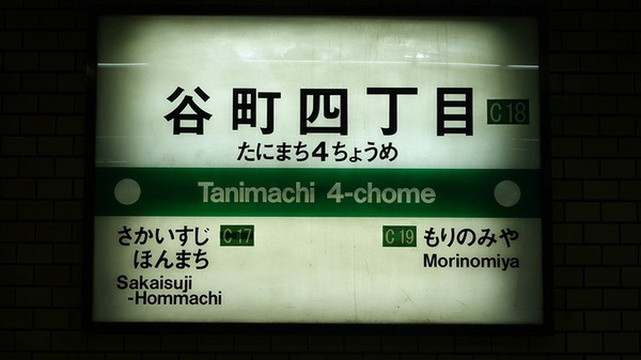 谷町四丁目 C18
たにまち4ちょうめ
Tanimachi 4-chome
さかいすじ C17
ほんまち
Sakaisuji
-Hommachi
C19 もりのみや
Morinomiya